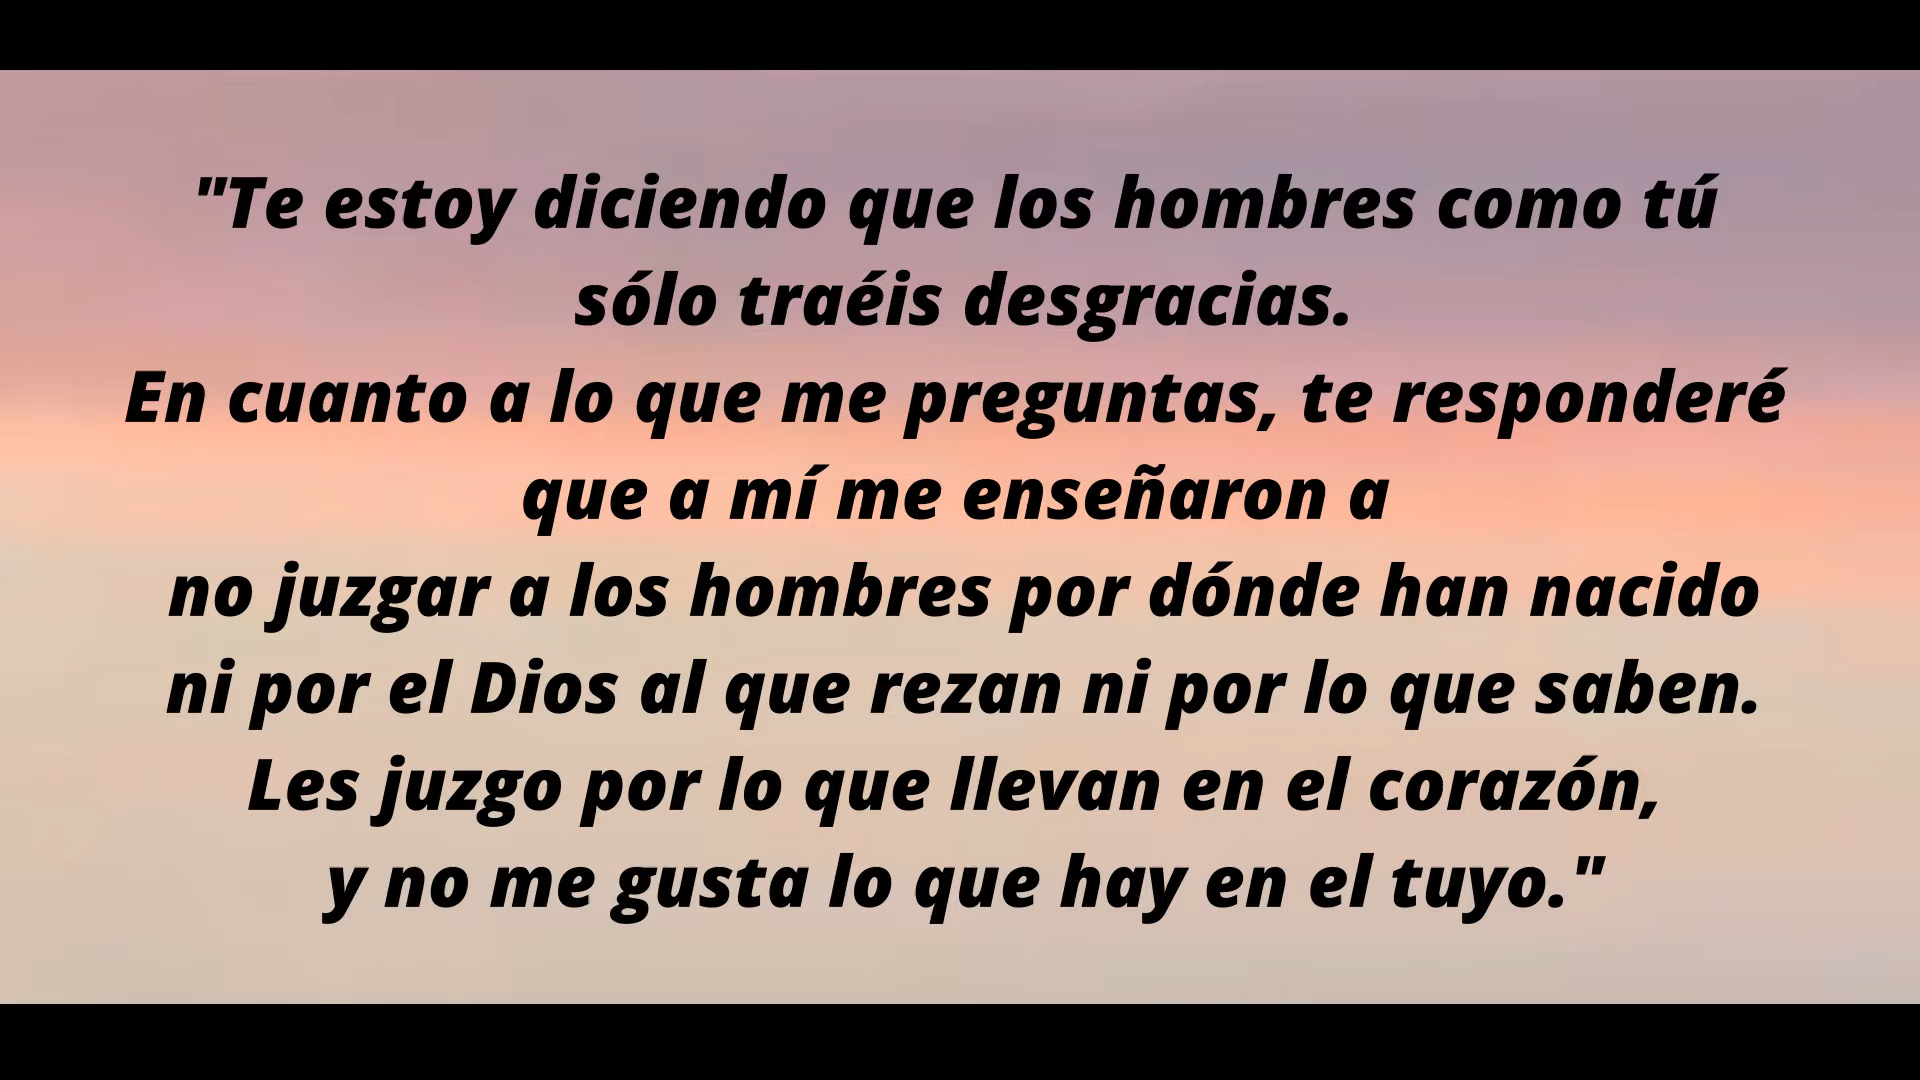 "Te estoy diciendo que los hombres como tú
sólo traéis desgracias.
En cuanto a lo que me preguntas, te responderé
que a mí me enseñaron a
no juzgar a los hombres por dónde han nacido
ni por el Dios al que rezan ni por lo que saben.
Les juzgo por lo que llevan en el corazón,
y no me gusta lo que hay en el tuyo."